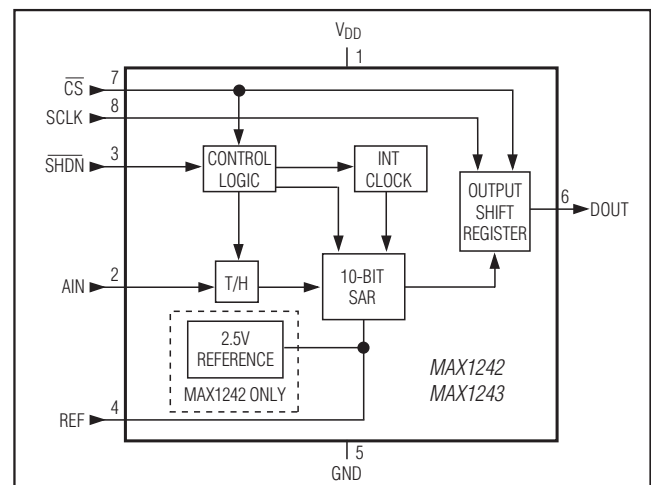 VDD
1
CS 7
SCLK 8
SHDN 3
CONTROL
LOGIC
INT
CLOCK
OUTPUT
SHIFT
REGISTER
6 DOUT
AIN 2
T/H
10-BIT
SAR
2.5V
REFERENCE
MAX1242 ONLY
MAX1242
MAX1243
REF 4
5
GND